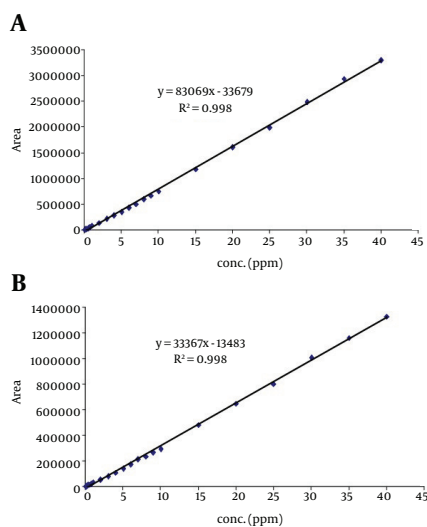 A
3500000
3000000
2500000
2000000
1500000
1000000
500000
0
Area
y = 83069x - 33679
R² = 0.998
0 5 10 15 20 25 30 35 40 45
conc. (ppm)
B
1400000
1200000
1000000
800000
600000
400000
200000
0
Area
y = 33367x - 13483
R² = 0.998
0 5 10 15 20 25 30 35 40 45
conc. (ppm)